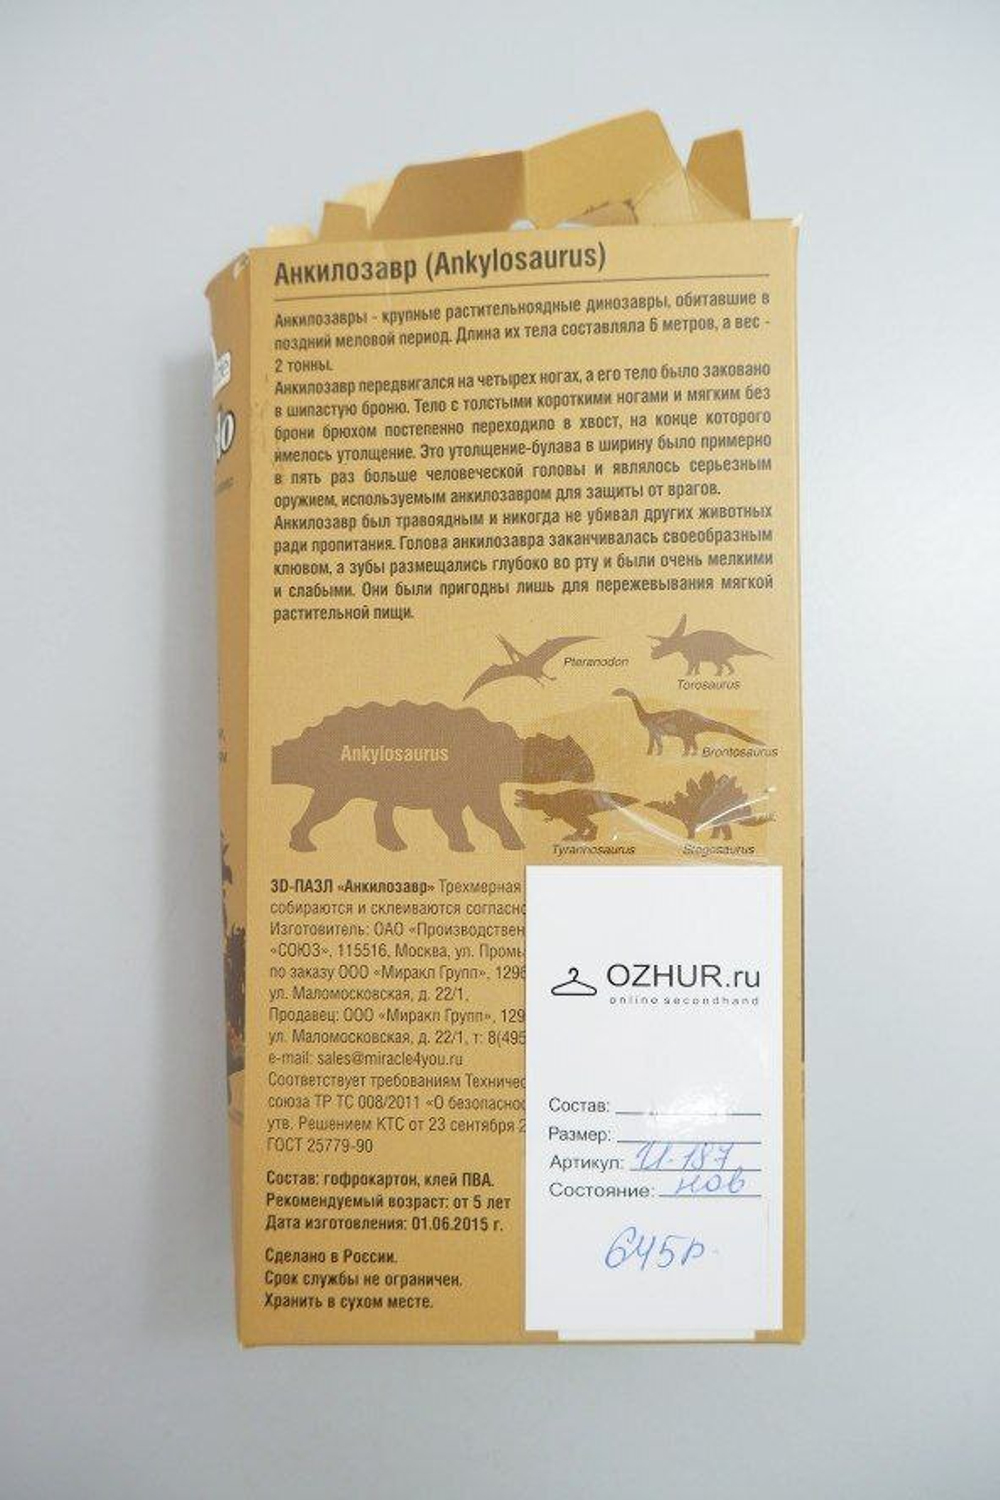 Анкилозавр (Ankylosaurus)
Анкилозавры - крупные растительноядные динозавры, обитавшие в
поздний меловой период. Длина их тела составляла 6 метров, а вес -
2 тонны.
Анкилозавр передвигался на четырех ногах, а его тело было заковано
в шипастую броню. Тело с толстыми короткими ногами и мягким без
брони брюхом постепенно переходило в хвост, на конце которого
имелось утолщение. Это утолщение-булава в ширину было примерно
в пять раз больше человеческой головы и являлось серьезным
оружием, используемым анкилозавром для защиты от врагов.
Анкилозавр был травоядным и никогда не убивал других животных
ради пропитания. Голова анкилозавра заканчивалась своеобразным
клювом, а зубы размещались глубоко во рту и были очень мелкими
и слабыми. Они были пригодны лишь для пережевывания мягкой
растительной пищи.
Pteranodon
Torosaurus
Ankylosaurus
Brontosaurus
Tyrannosaurus
Stegosaurus
3D-ПАЗЛ «Анкилозавр» Трехмерная
собираются и склеиваются согласно
Изготовитель: ОАО «Производствен
«СОЮЗ», 115516, Москва, ул. Промы
по заказу ООО «Миракл Групп», 1296
ул. Маломосковская, д. 22/1.
Продавец: ООО «Миракл Групп», 129
ул. Маломосковская, д. 22/1, т: 8(495
e-mail: sales@miracle4you.ru
Соответствует требованиям Техничес
союза ТР ТС 008/2011 «О безопаснос
утв. Решением КТС от 23 сентября 2
ГОСТ 25779-90
Состав: гофрокартон, клей ПВА.
Рекомендуемый возраст: от 5 лет
Дата изготовления: 01.06.2015 г.
Сделано в России.
Срок службы не ограничен.
Хранить в сухом месте.
OZHUR.ru
online secondhand
Состав:
Размер:
Артикул: И-187
Состояние: нов
645р